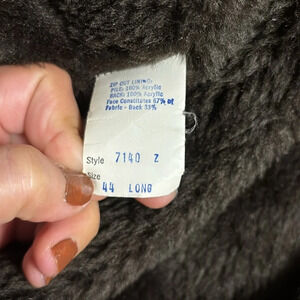 ZIP OUT LINING:
PILE: 100% Acrylic
BACK: 100% Acrylic
Face Constitutes 67% of
Fabric - Back 33%
Style 7140 Z
Size
44 LONG